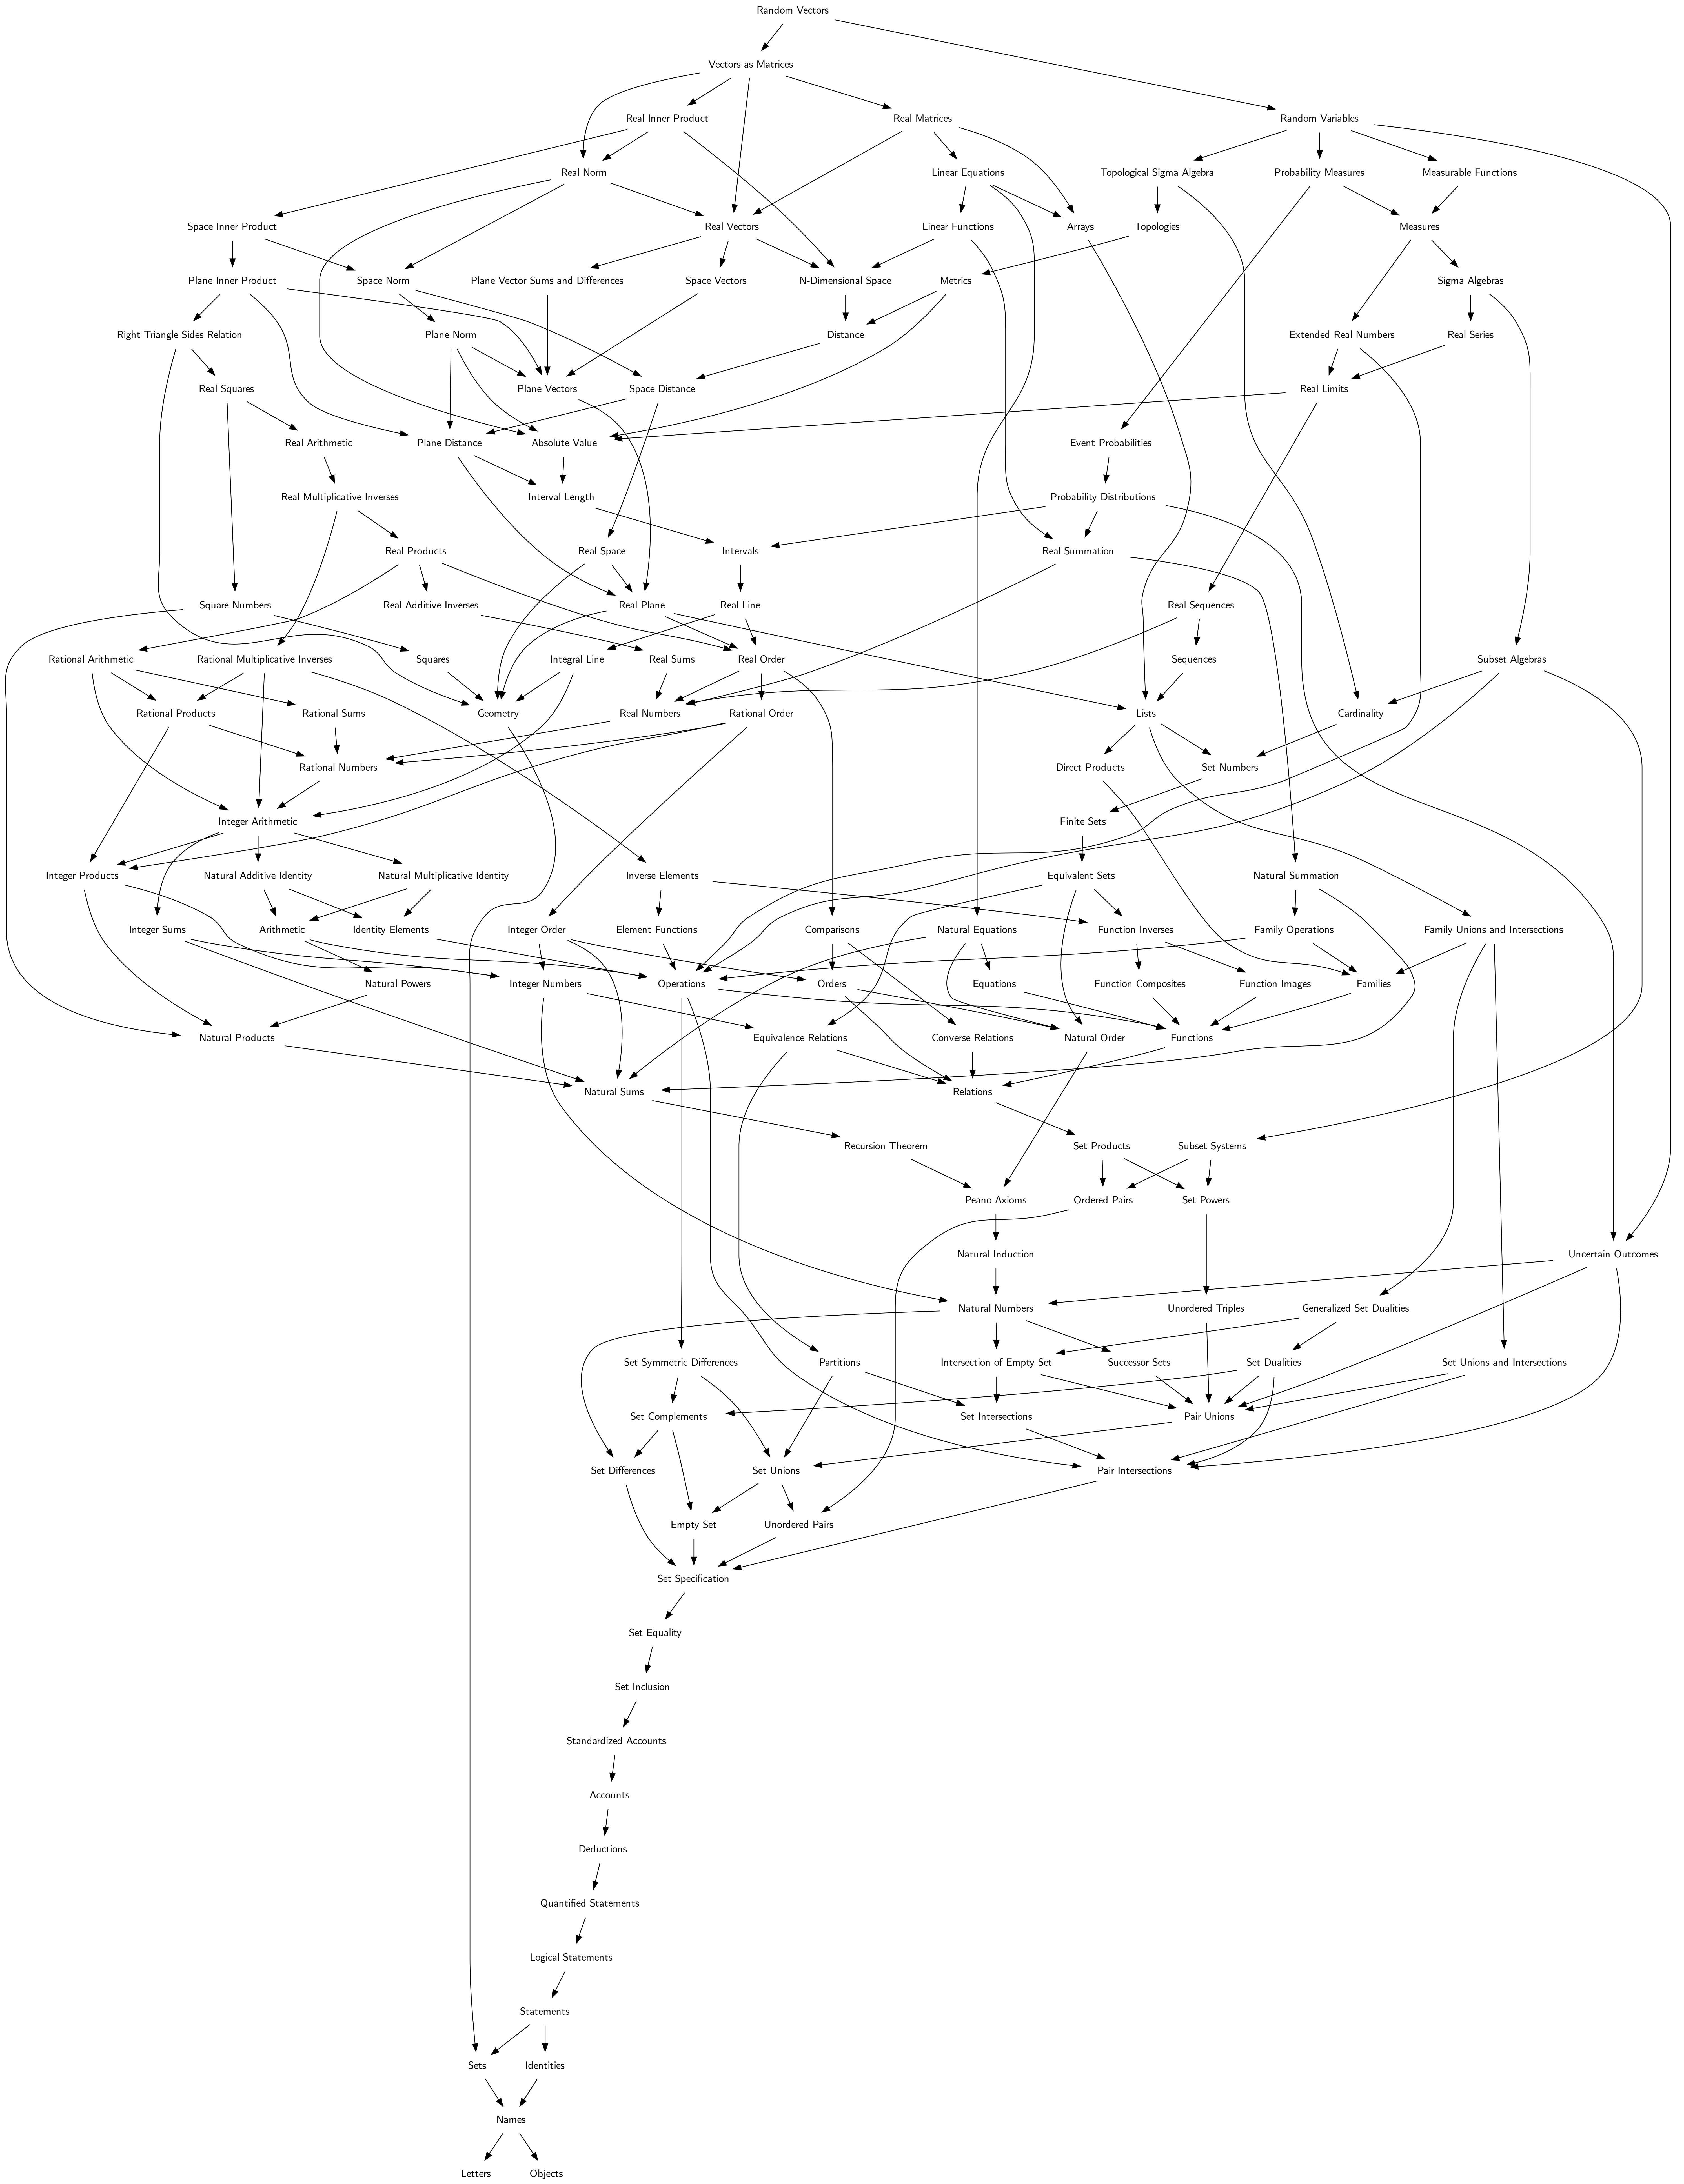 Random Vectors
Vectors as Matrices
Real Inner Product
Real Matrices
Random Variables
Real Norm
Linear Equations
Topological Sigma Algebra
Probability Measures
Measurable Functions
Space Inner Product
Real Vectors
Linear Functions
Arrays
Topologies
Measures
Plane Inner Product
Space Norm
Plane Vector Sums and Differences
Space Vectors
N-Dimensional Space
Metrics
Sigma Algebras
Right Triangle Sides Relation
Plane Norm
Distance
Extended Real Numbers
Real Series
Real Squares
Plane Vectors
Space Distance
Real Limits
Real Arithmetic
Plane Distance
Absolute Value
Event Probabilities
Real Multiplicative Inverses
Interval Length
Probability Distributions
Real Products
Real Space
Intervals
Real Summation
Square Numbers
Real Additive Inverses
Real Plane
Real Line
Real Sequences
Rational Arithmetic
Rational Multiplicative Inverses
Squares
Integral Line
Real Sums
Real Order
Sequences
Subset Algebras
Rational Products
Rational Sums
Geometry
Real Numbers
Rational Order
Lists
Cardinality
Rational Numbers
Direct Products
Set Numbers
Integer Arithmetic
Finite Sets
Integer Products
Natural Additive Identity
Natural Multiplicative Identity
Inverse Elements
Equivalent Sets
Natural Summation
Integer Sums
Arithmetic
Identity Elements
Integer Order
Element Functions
Comparisons
Natural Equations
Function Inverses
Family Operations
Family Unions and Intersections
Natural Powers
Integer Numbers
Operations
Orders
Equations
Function Composites
Function Images
Families
Natural Products
Equivalence Relations
Converse Relations
Natural Order
Functions
Natural Sums
Relations
Recursion Theorem
Set Products
Subset Systems
Peano Axioms
Ordered Pairs
Set Powers
Natural Induction
Uncertain Outcomes
Natural Numbers
Unordered Triples
Generalized Set Dualities
Set Symmetric Differences
Partitions
Intersection of Empty Set
Successor Sets
Set Dualities
Set Unions and Intersections
Set Complements
Set Intersections
Pair Unions
Set Differences
Set Unions
Pair Intersections
Empty Set
Unordered Pairs
Set Specification
Set Equality
Set Inclusion
Standardized Accounts
Accounts
Deductions
Quantified Statements
Logical Statements
Statements
Sets
Identities
Names
Letters
Objects